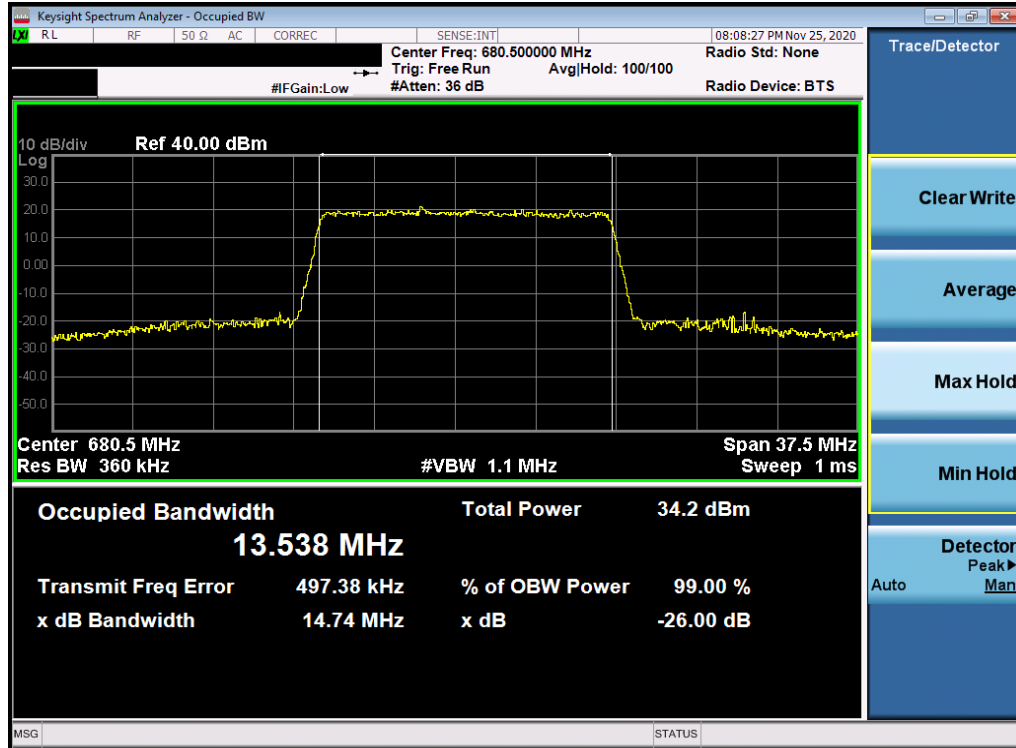 Keysight Spectrum Analyzer - Occupied BW
LXI RL RF 50 Ω AC CORREC SENSE:INT 08:08:27 PM Nov 25, 2020
Center Freq: 680.500000 MHz Radio Std: None
Trig: Free Run Avg|Hold: 100/100
#IFGain:Low #Atten: 36 dB Radio Device: BTS
10 dB/div Ref 40.00 dBm
Log
30.0
20.0
10.0
0.00
-10.0
-20.0
-30.0
-40.0
-50.0
Center 680.5 MHz Span 37.5 MHz
Res BW 360 kHz #VBW 1.1 MHz Sweep 1 ms
Occupied Bandwidth Total Power 34.2 dBm
13.538 MHz
Transmit Freq Error 497.38 kHz % of OBW Power 99.00 %
x dB Bandwidth 14.74 MHz x dB -26.00 dB
MSG STATUS
Trace/Detector
Clear Write
Average
Max Hold
Min Hold
Detector
Peak▶
Auto Man